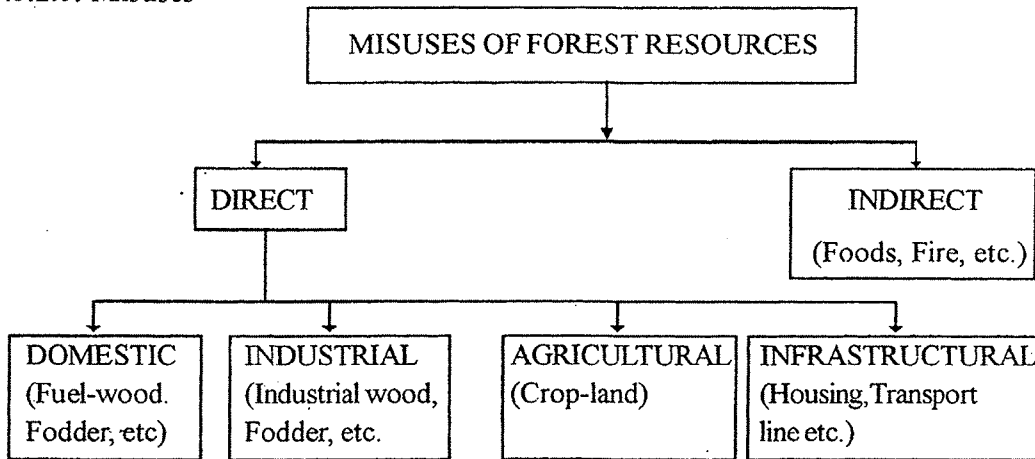 Misuses
MISUSES OF FOREST RESOURCES
DIRECT
INDIRECT
(Foods, Fire, etc.)
DOMESTIC
(Fuel-wood.
Fodder, etc)
INDUSTRIAL
(Industrial wood,
Fodder, etc.
AGRICULTURAL
(Crop-land)
INFRASTRUCTURAL
(Housing,Transport
line etc.)